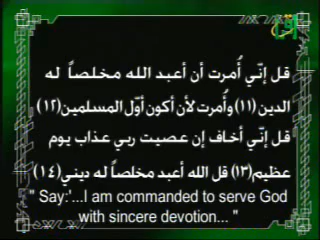 قل إنّي أُمرت أن أعبد الله مخلصاً له
الدين (١١) وأُمرت لأن أكون أوّل المسلمين (١٢)
قل إنّي أخاف إن عصيت ربي عذاب يوم
عظيم (١٣) قل الله أعبد مخلصاً له ديني (١٤)
" Say:'...I am commanded to serve God
with sincere devotion... "